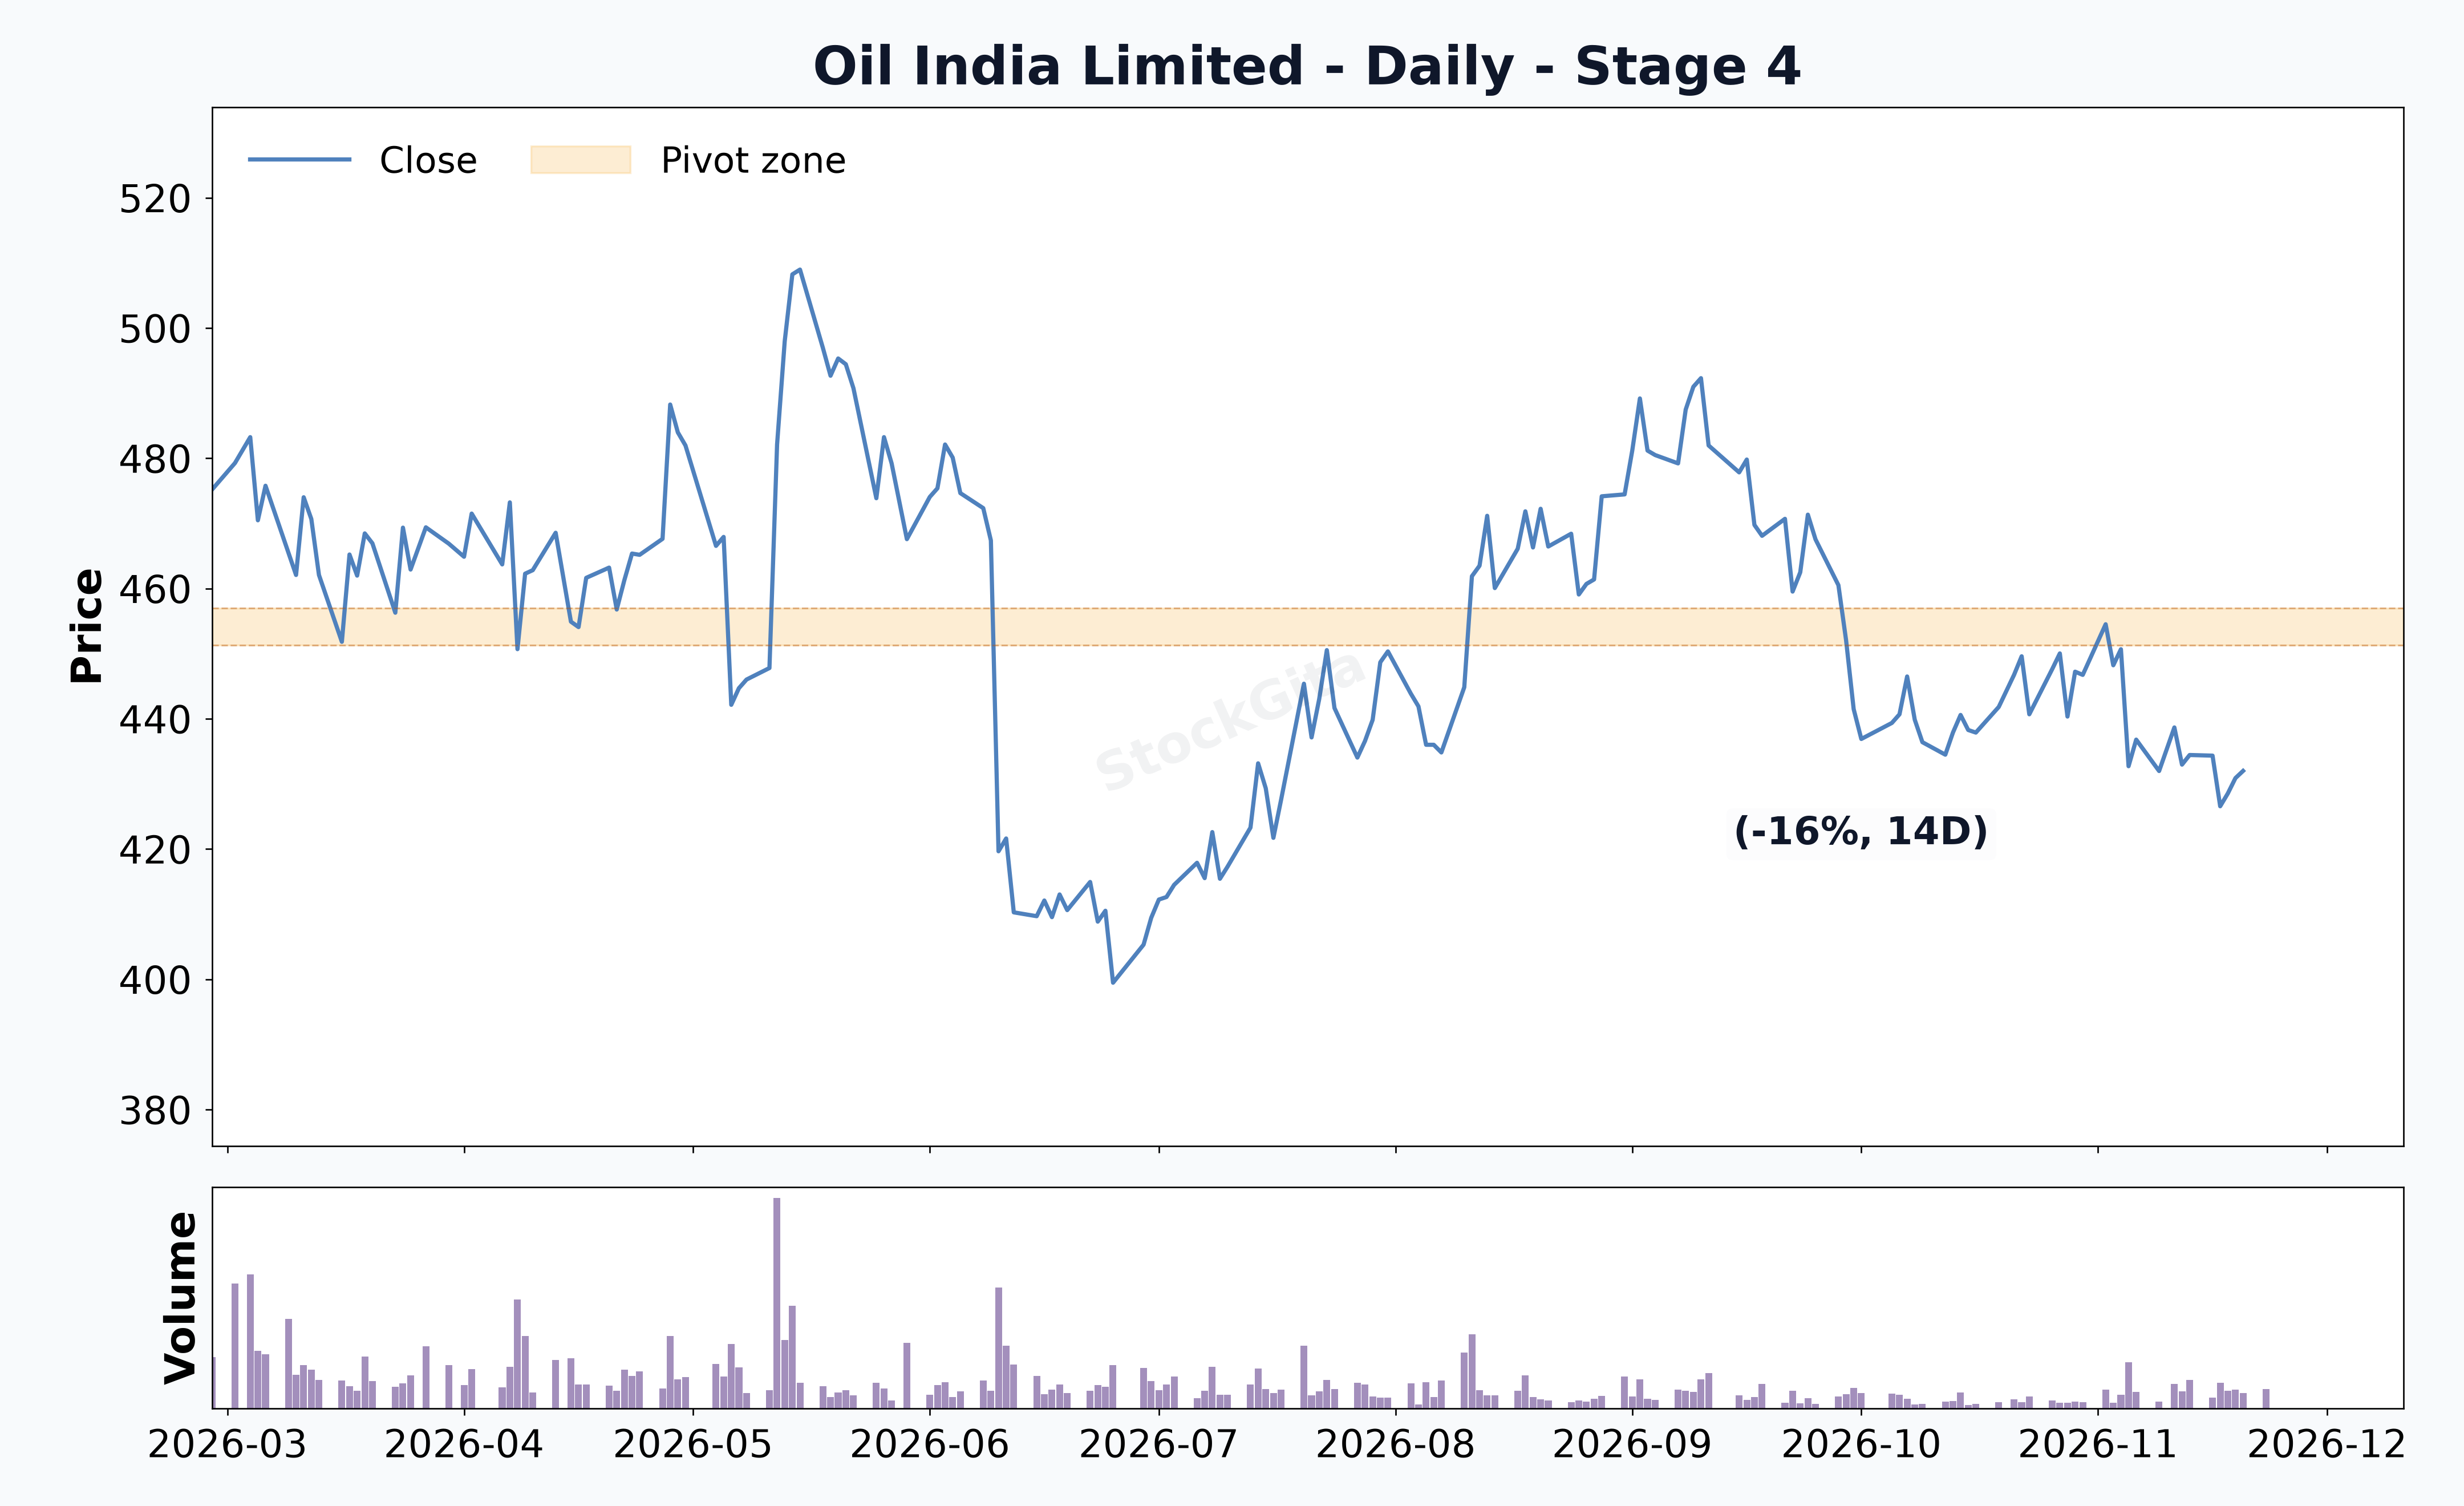 Oil India Limited - Daily - Stage 4
Close
Pivot zone
520
500
480
460
440
420
400
380
Price
StockGita
(-16%, 14D)
Volume
2026-03
2026-04
2026-05
2026-06
2026-07
2026-08
2026-09
2026-10
2026-11
2026-12